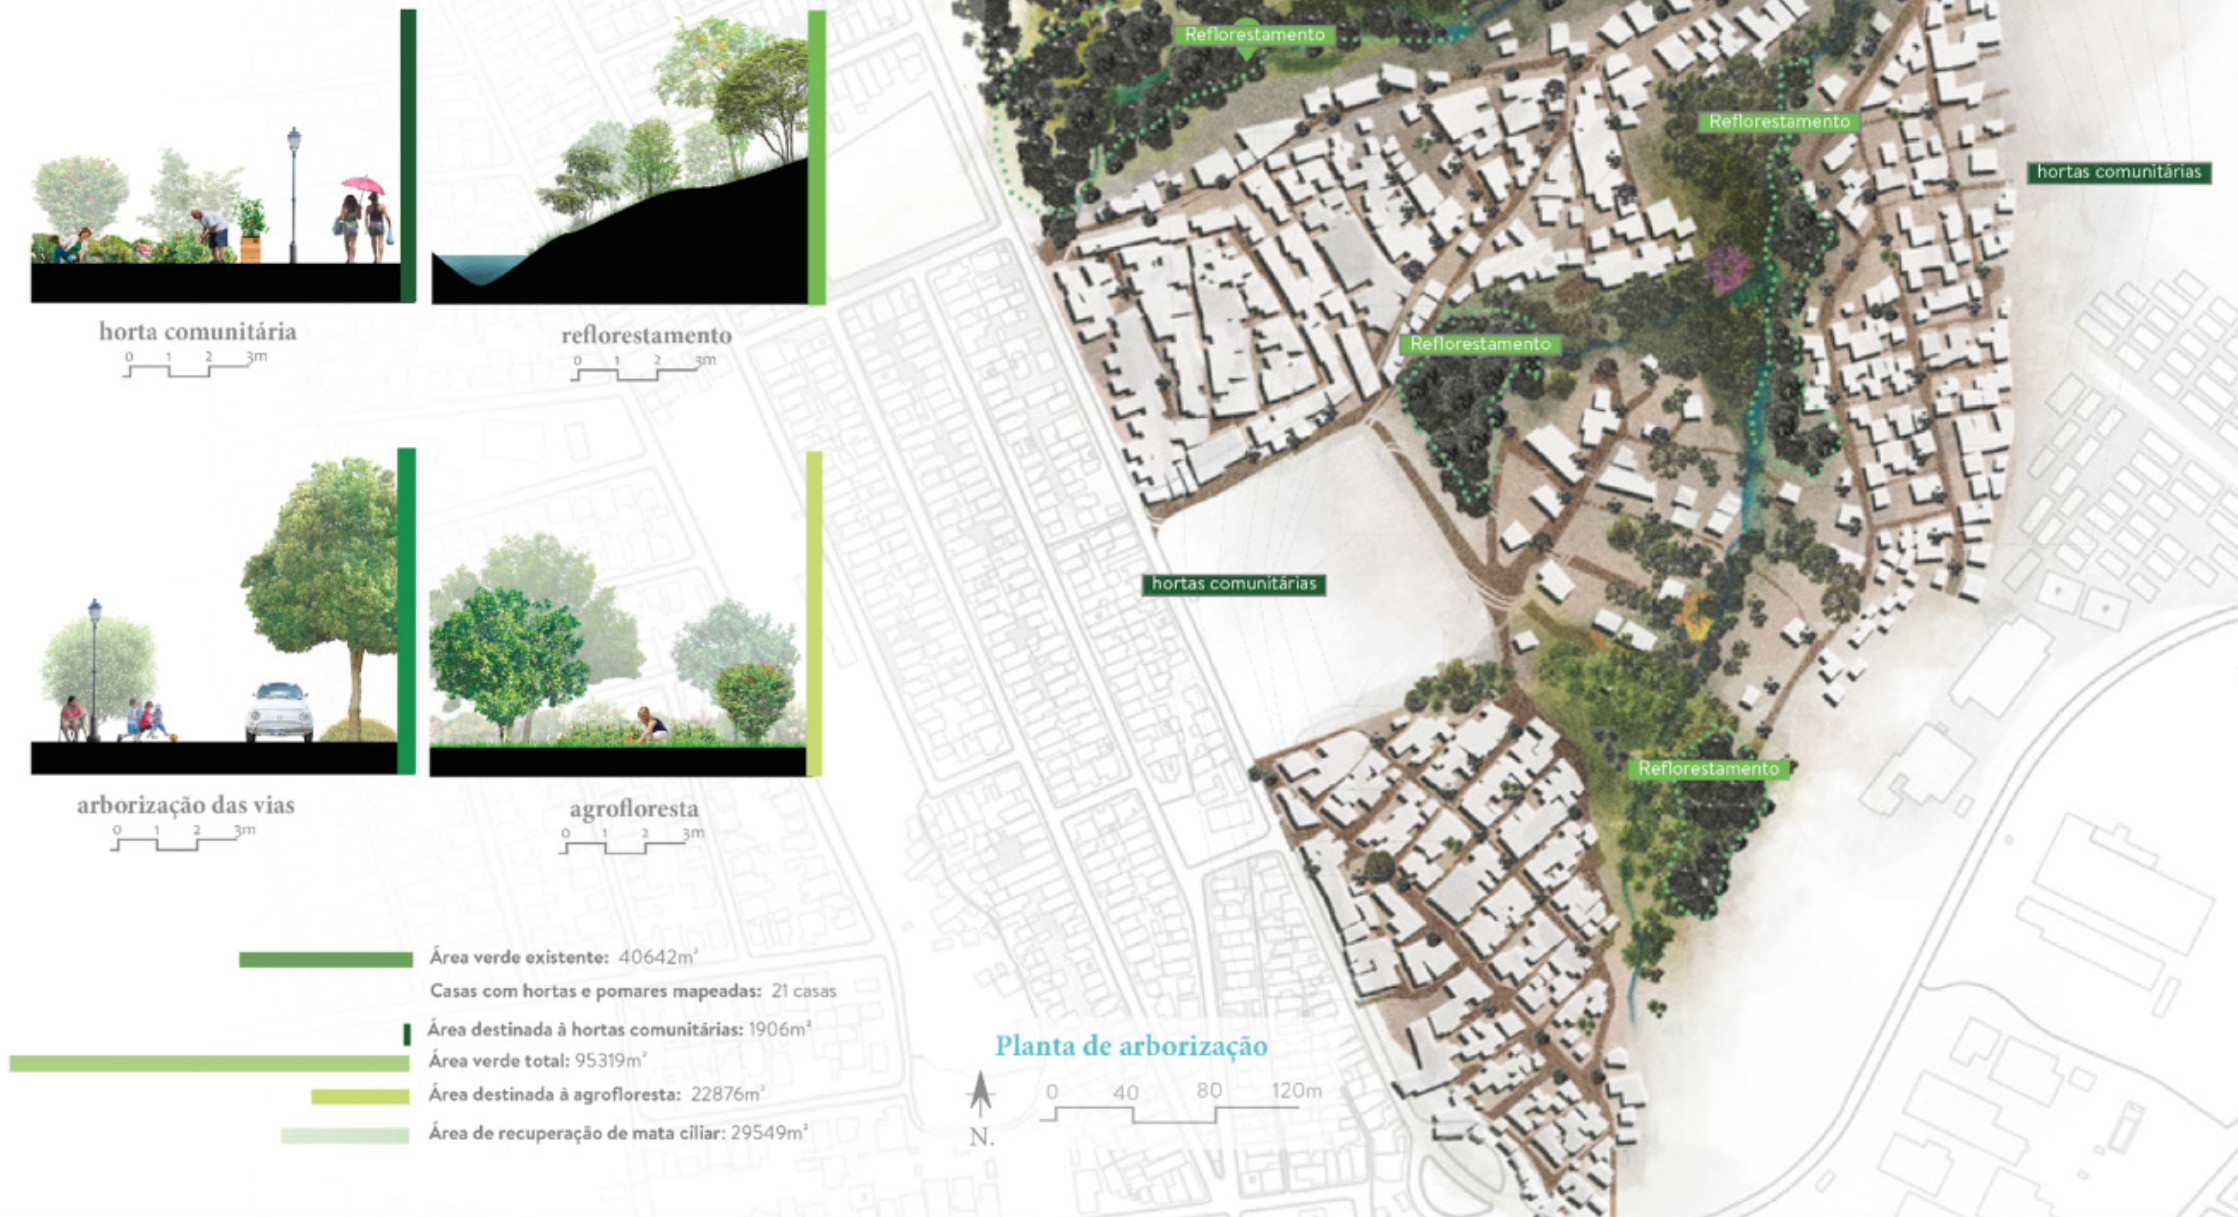 horta comunitária
0 1 2 3m
reflorestamento
0 1 2 3m
arborização das vias
0 1 2 3m
agrofloresta
0 1 2 3m
Área verde existente: 40642m²
Casas com hortas e pomares mapeadas: 21 casas
Área destinada à hortas comunitárias: 1906m²
Área verde total: 95319m²
Área destinada à agrofloresta: 22876m²
Área de recuperação de mata ciliar: 29549m²
Reflorestamento
Reflorestamento
hortas comunitárias
Reflorestamento
hortas comunitárias
Reflorestamento
Planta de arborização
N.
0 40 80 120m